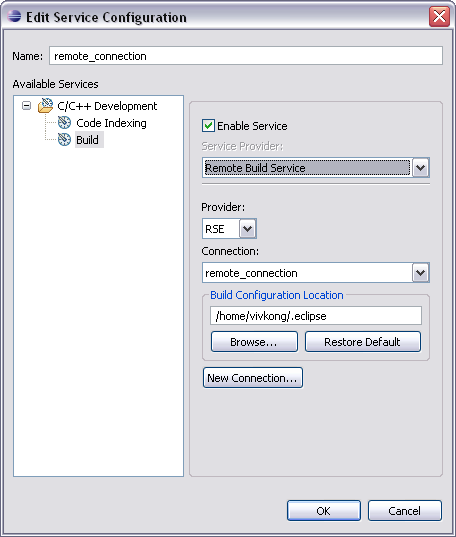 Edit Service Configuration
Name: remote_connection
Available Services
C/C++ Development
Code Indexing
Build
Enable Service
Service Provider:
Remote Build Service
Provider:
RSE
Connection:
remote_connection
Build Configuration Location
/home/vivkong/.eclipse
Browse... Restore Default
New Connection...
OK Cancel